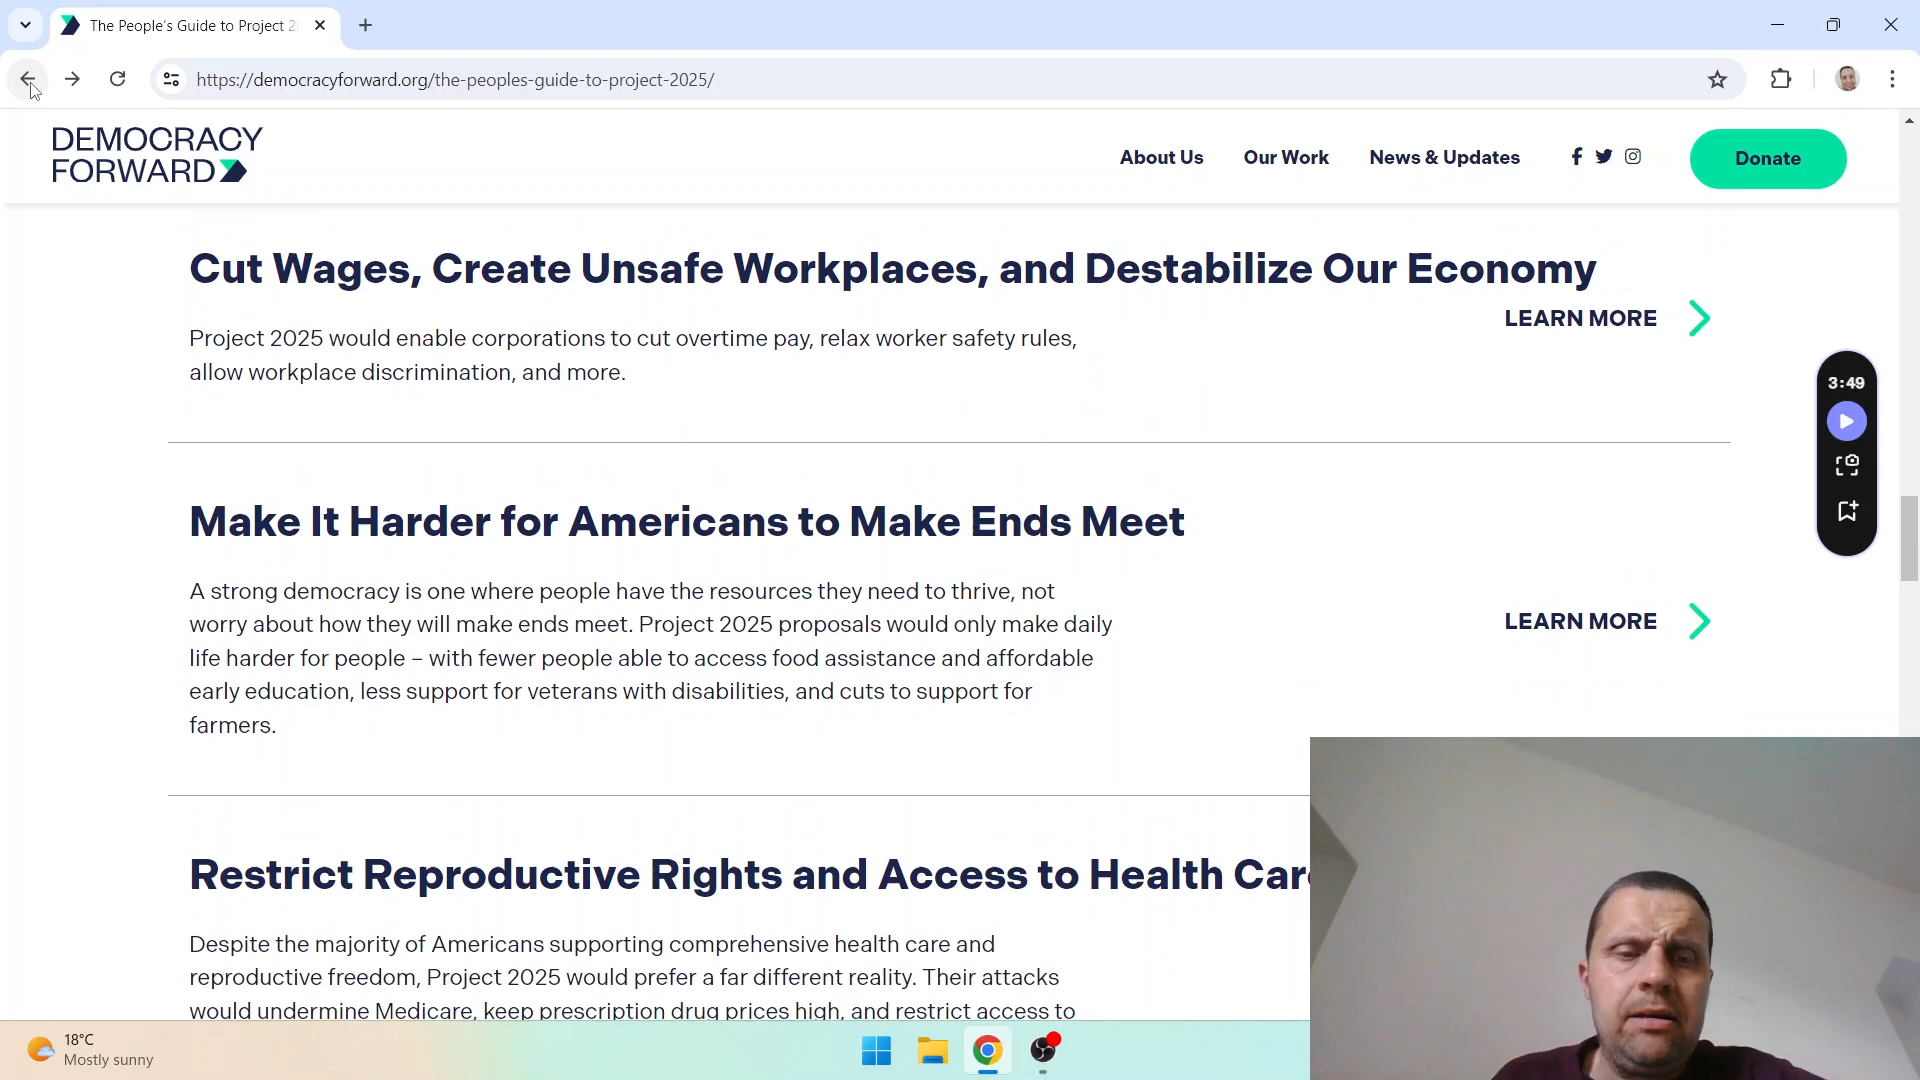 The People's Guide to Project 2
https://democracyforward.org/the-peoples-guide-to-project-2025/
DEMOCRACY
FORWARD
About Us
Our Work
News & Updates
Donate
Cut Wages, Create Unsafe Workplaces, and Destabilize Our Economy
LEARN MORE
Project 2025 would enable corporations to cut overtime pay, relax worker safety rules,
allow workplace discrimination, and more.
3:49
Make It Harder for Americans to Make Ends Meet
A strong democracy is one where people have the resources they need to thrive, not
worry about how they will make ends meet. Project 2025 proposals would only make daily
life harder for people – with fewer people able to access food assistance and affordable
early education, less support for veterans with disabilities, and cuts to support for
farmers.
LEARN MORE
Restrict Reproductive Rights and Access to Health Car
Despite the majority of Americans supporting comprehensive health care and
reproductive freedom, Project 2025 would prefer a far different reality. Their attacks
would undermine Medicare, keep prescription drug prices high, and restrict access to
18°C
Mostly sunny